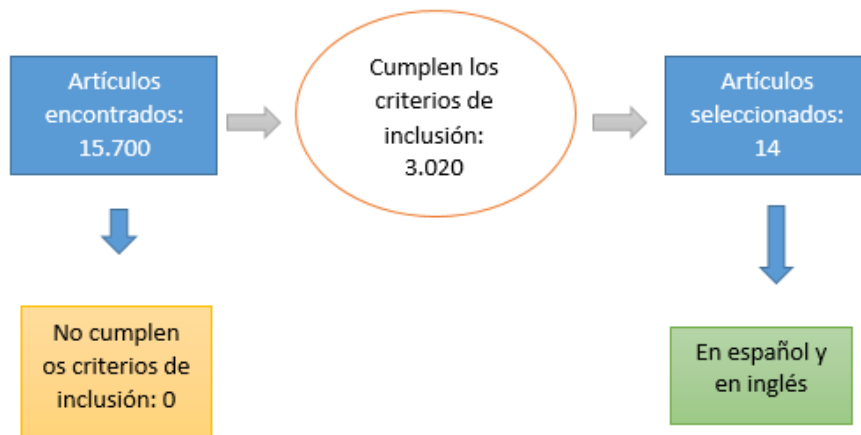 Artículos
encontrados:
15.700
Cumplen los
criterios de
inclusión:
3.020
Artículos
seleccionados:
14
No cumplen
os criterios de
inclusión: 0
En español y
en inglés